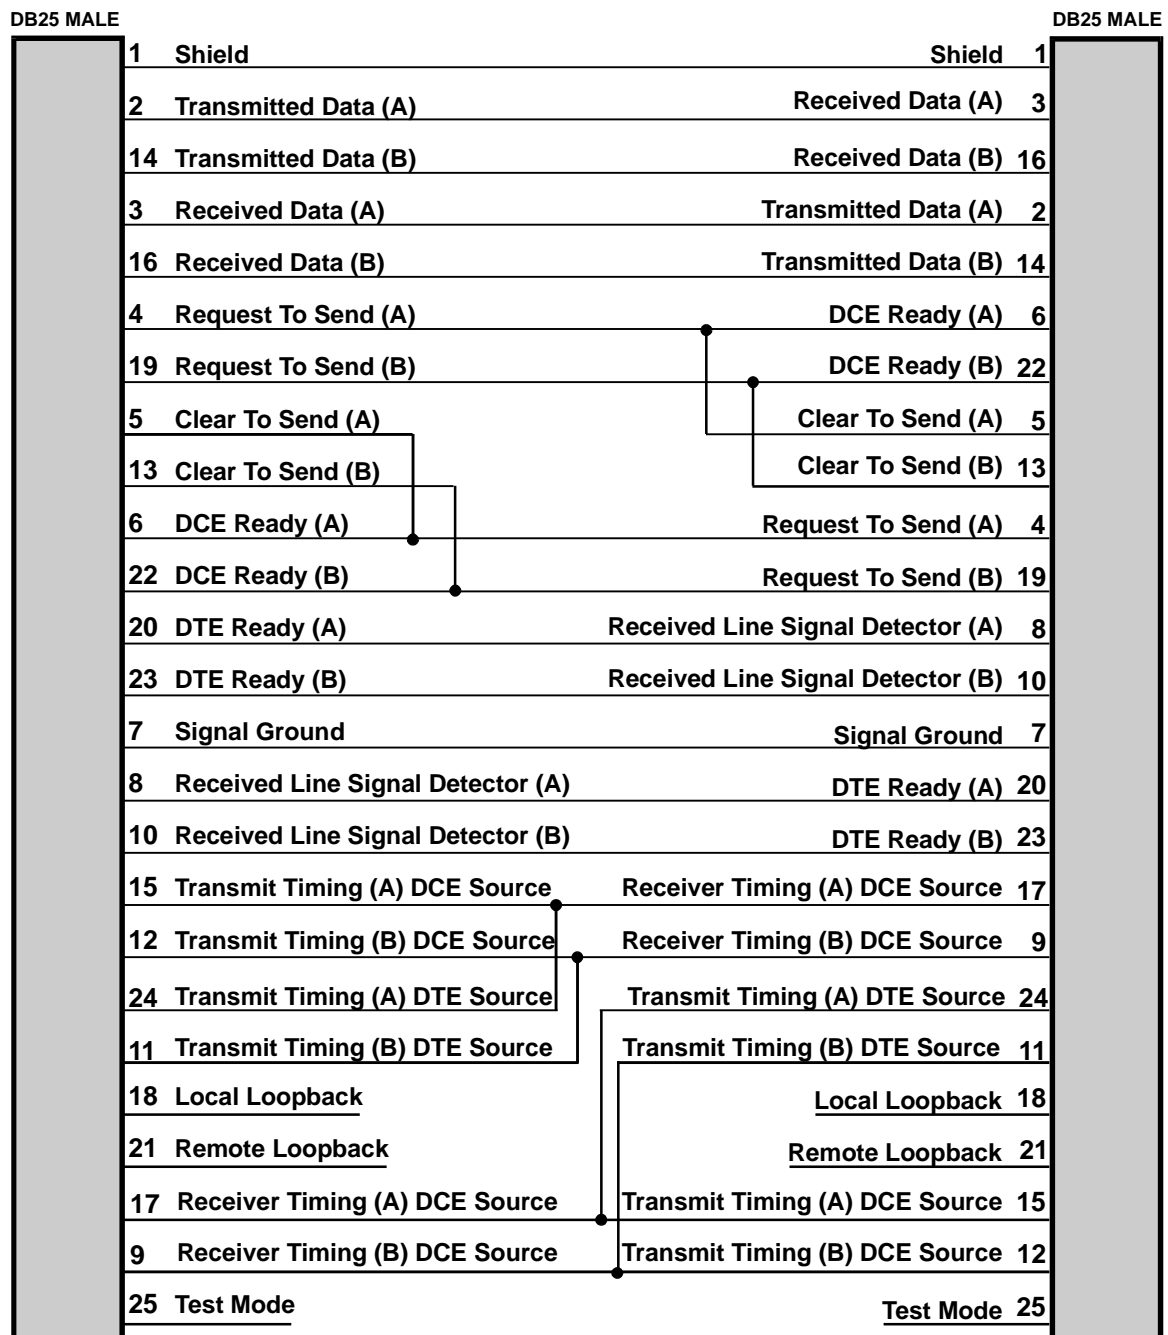 DB25 MALE DB25 MALE
1 Shield Shield 1
2 Transmitted Data (A) Received Data (A) 3
14 Transmitted Data (B) Received Data (B) 16
3 Received Data (A) Transmitted Data (A) 2
16 Received Data (B) Transmitted Data (B) 14
4 Request To Send (A) DCE Ready (A) 6
19 Request To Send (B) DCE Ready (B) 22
5 Clear To Send (A) Clear To Send (A) 5
13 Clear To Send (B) Clear To Send (B) 13
6 DCE Ready (A) Request To Send (A) 4
22 DCE Ready (B) Request To Send (B) 19
20 DTE Ready (A) Received Line Signal Detector (A) 8
23 DTE Ready (B) Received Line Signal Detector (B) 10
7 Signal Ground Signal Ground 7
8 Received Line Signal Detector (A) DTE Ready (A) 20
10 Received Line Signal Detector (B) DTE Ready (B) 23
15 Transmit Timing (A) DCE Source Receiver Timing (A) DCE Source 17
12 Transmit Timing (B) DCE Source Receiver Timing (B) DCE Source 9
24 Transmit Timing (A) DTE Source Transmit Timing (A) DTE Source 24
11 Transmit Timing (B) DTE Source Transmit Timing (B) DTE Source 11
18 Local Loopback Local Loopback 18
21 Remote Loopback Remote Loopback 21
17 Receiver Timing (A) DCE Source Transmit Timing (A) DCE Source 15
9 Receiver Timing (B) DCE Source Transmit Timing (B) DCE Source 12
25 Test Mode Test Mode 25